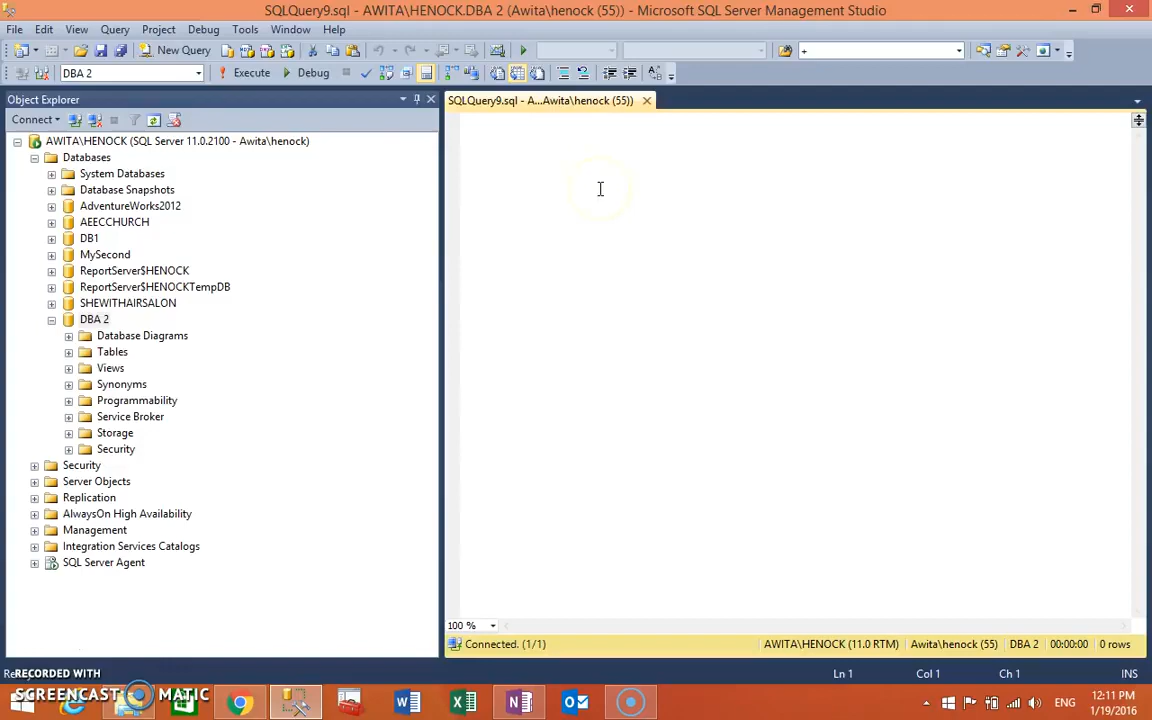 SQLQuery9.sql - AWITA\HENOCK.DBA 2 (Awita\henock (55)) - Microsoft SQL Server Management Studio
File Edit View Query Project Debug Tools Window Help
New Query +
DBA 2 Execute Debug
Object Explorer
SQLQuery9.sql - A...Awita\henock (55))
Connect
AWITA\HENOCK (SQL Server 11.0.2100 - Awita\henock)
Databases
System Databases
Database Snapshots
AdventureWorks2012
AEECCHURCH
DB1
MySecond
ReportServer$HENOCK
ReportServer$HENOCKTempDB
SHEWITHAIRSALON
DBA 2
Database Diagrams
Tables
Views
Synonyms
Programmability
Service Broker
Storage
Security
Security
Server Objects
Replication
AlwaysOn High Availability
Management
Integration Services Catalogs
SQL Server Agent
100 %
Connected. (1/1) AWITA\HENOCK (11.0 RTM) Awita\henock (55) DBA 2 00:00:00 0 rows
Ln 1 Col 1 Ch 1 INS
RECORDED WITH
SCREENCAST MATIC
ENG
12:11 PM
1/19/2016